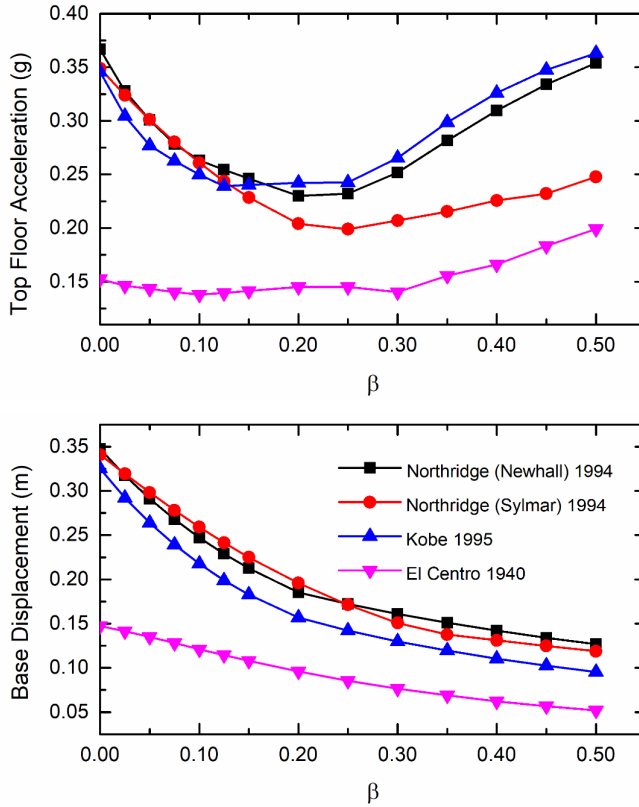 Top Floor Acceleration (g)
0.40
0.35
0.30
0.25
0.20
0.15
0.00 0.10 0.20 0.30 0.40 0.50
β
Base Displacement (m)
0.35
0.30
0.25
0.20
0.15
0.10
0.05
Northridge (Newhall) 1994
Northridge (Sylmar) 1994
Kobe 1995
El Centro 1940
0.00 0.10 0.20 0.30 0.40 0.50
β